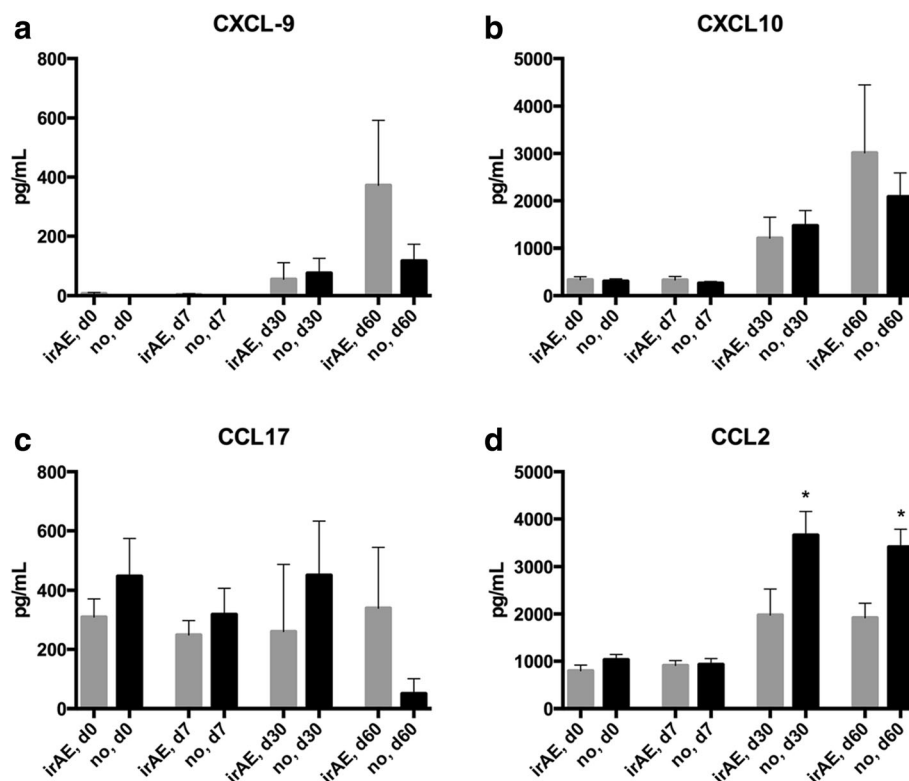 a
CXCL-9
pg/mL
800
600
400
200
0
irAE, d0
no, d0
irAE, d7
no, d7
irAE, d30
no, d30
irAE, d60
no, d60
b
CXCL10
pg/mL
5000
4000
3000
2000
1000
0
irAE, d0
no, d0
irAE, d7
no, d7
irAE, d30
no, d30
irAE, d60
no, d60
c
CCL17
pg/mL
800
600
400
200
0
irAE, d0
no, d0
irAE, d7
no, d7
irAE, d30
no, d30
irAE, d60
no, d60
d
CCL2
pg/mL
5000
4000
3000
2000
1000
0
*
*
irAE, d0
no, d0
irAE, d7
no, d7
irAE, d30
no, d30
irAE, d60
no, d60